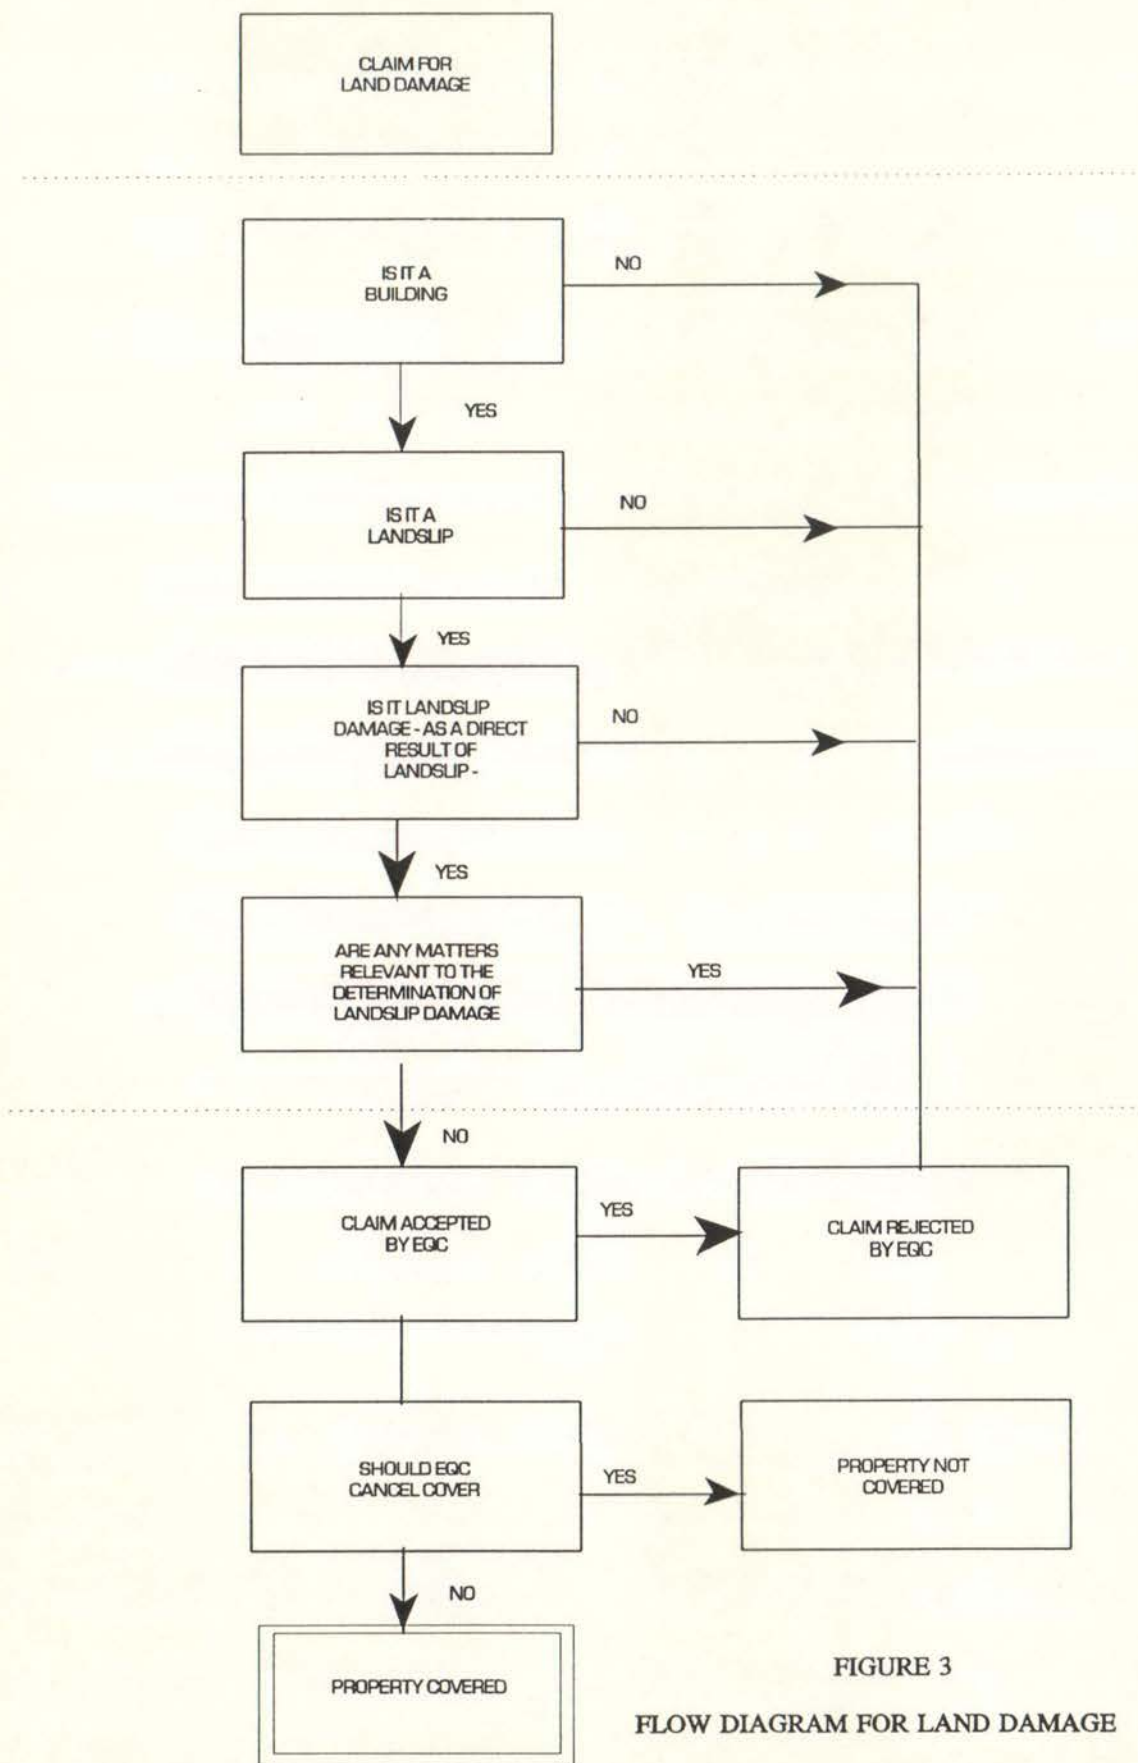 CLAIM FOR
LAND DAMAGE
IS IT A
BUILDING
NO
YES
IS IT A
LANDSLIP
NO
YES
IS IT LANDSLIP
DAMAGE - AS A DIRECT
RESULT OF
LANDSLIP -
NO
YES
ARE ANY MATTERS
RELEVANT TO THE
DETERMINATION OF
LANDSLIP DAMAGE
YES
NO
CLAIM ACCEPTED
BY EQC
YES
CLAIM REJECTED
BY EQC
SHOULD EQC
CANCEL COVER
YES
PROPERTY NOT
COVERED
NO
PROPERTY COVERED
FIGURE 3
FLOW DIAGRAM FOR LAND DAMAGE